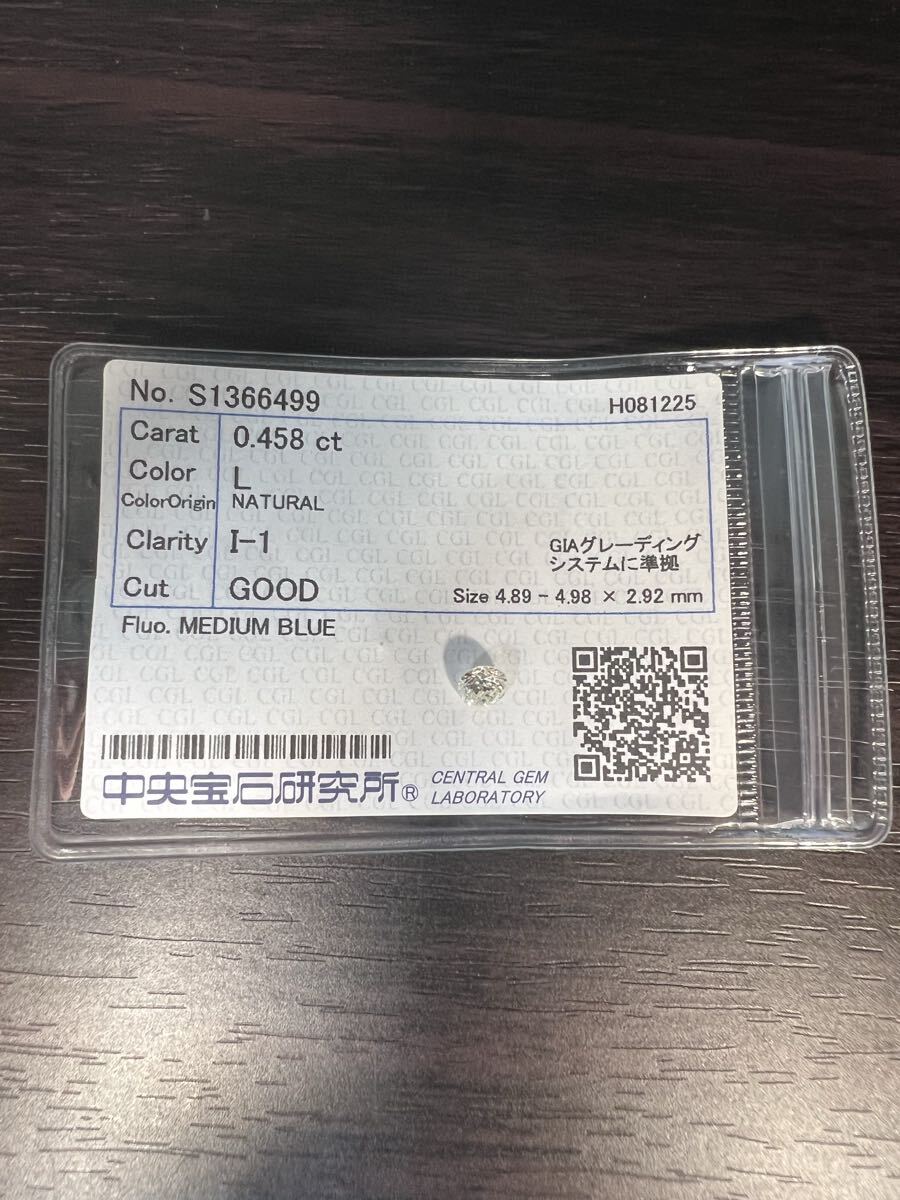 No. S1366499
H081225
Carat 0.458 ct
Color L
ColorOrigin NATURAL
Clarity I-1
GIAグレーディング
システムに準拠
Cut GOOD
Size 4.89 - 4.98 × 2.92 mm
Fluo. MEDIUM BLUE
中央宝石研究所® CENTRAL GEM
LABORATORY